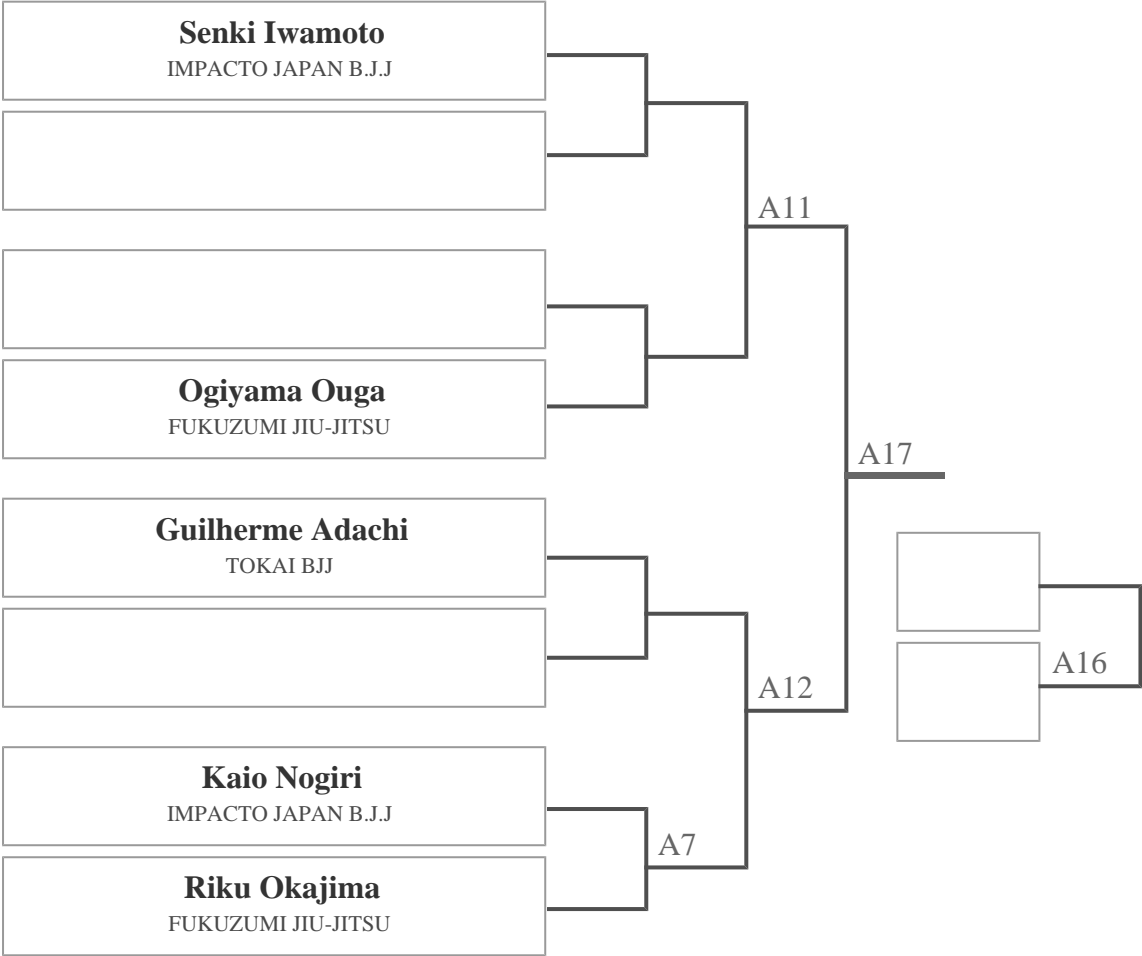 Senki Iwamoto
IMPACTO JAPAN B.J.J
A11
Ogiyama Ouga
FUKUZUMI JIU-JITSU
A17
Guilherme Adachi
TOKAI BJJ
A16
A12
Kaio Nogiri
IMPACTO JAPAN B.J.J
A7
Riku Okajima
FUKUZUMI JIU-JITSU